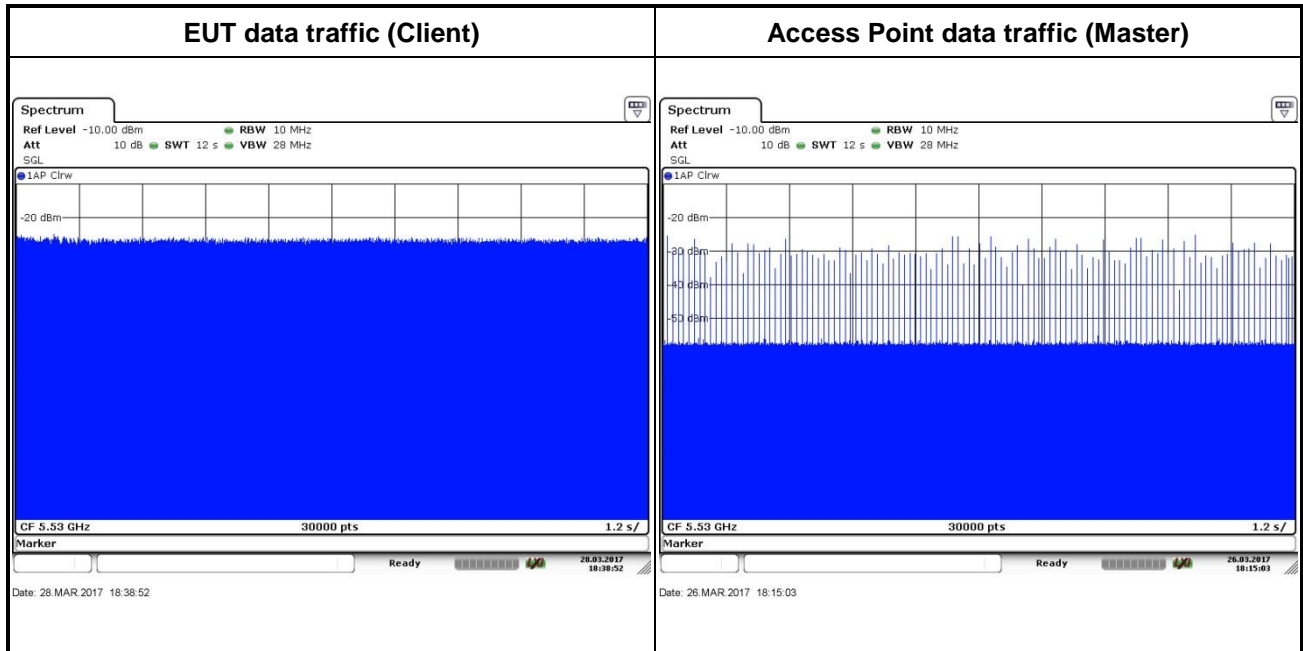 EUT data traffic (Client)
Access Point data traffic (Master)
Spectrum
Ref Level -10.00 dBm RBW 10 MHz
Att 10 dB SWT 12 s VBW 28 MHz
SGL
1AP Clrw
-20 dBm
CF 5.53 GHz 30000 pts 1.2 s/
Marker
Ready 28.03.2017
18:38:52
Date: 28.MAR.2017 18:38:52
Spectrum
Ref Level -10.00 dBm RBW 10 MHz
Att 10 dB SWT 12 s VBW 28 MHz
SGL
1AP Clrw
-20 dBm
-30 dBm
-40 dBm
-50 dBm
CF 5.53 GHz 30000 pts 1.2 s/
Marker
Ready 26.03.2017
18:15:03
Date: 26.MAR.2017 18:15:03